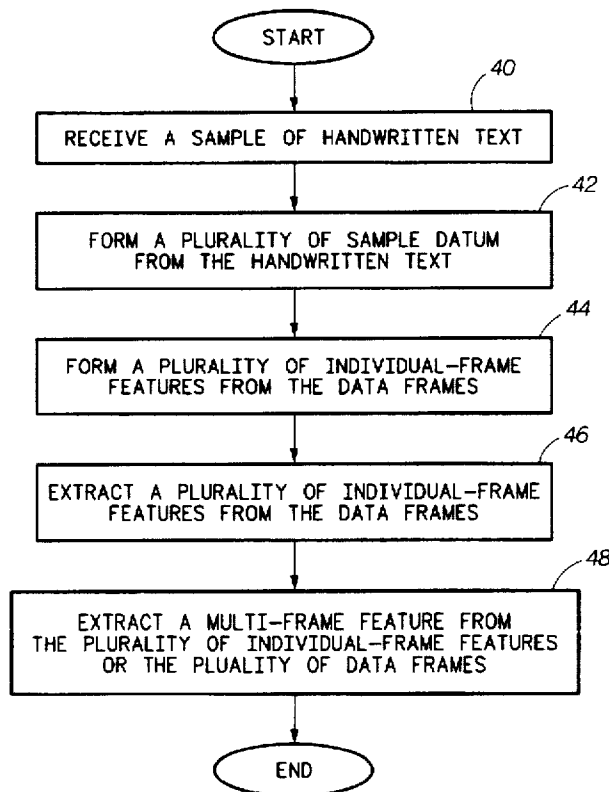 START
40
RECEIVE A SAMPLE OF HANDWRITTEN TEXT
42
FORM A PLURALITY OF SAMPLE DATUM
FROM THE HANDWRITTEN TEXT
44
FORM A PLURALITY OF INDIVIDUAL-FRAME
FEATURES FROM THE DATA FRAMES
46
EXTRACT A PLURALITY OF INDIVIDUAL-FRAME
FEATURES FROM THE DATA FRAMES
48
EXTRACT A MULTI-FRAME FEATURE FROM
THE PLURALITY OF INDIVIDUAL-FRAME FEATURES
OR THE PLUALITY OF DATA FRAMES
END